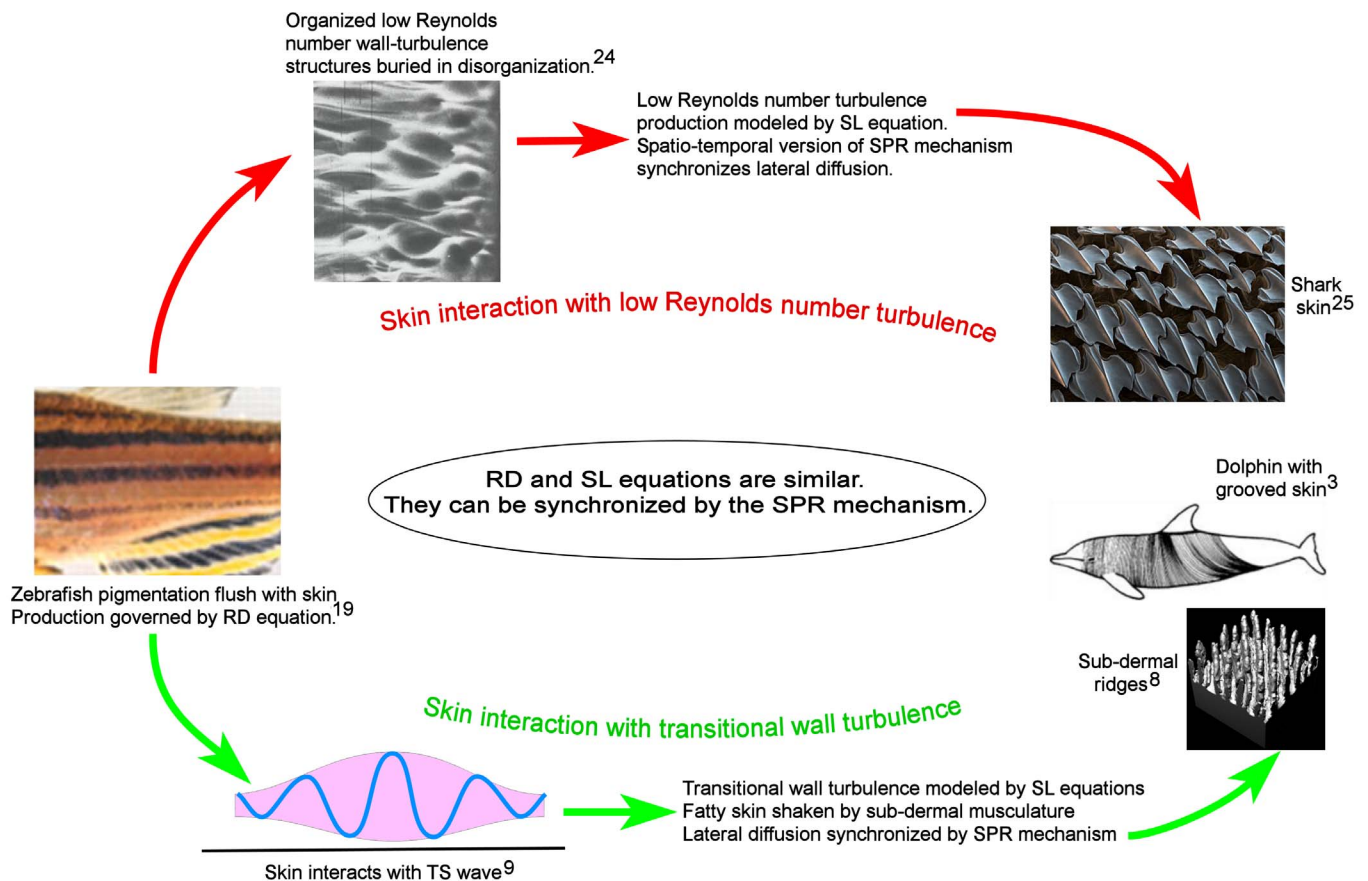 Organized low Reynolds
number wall-turbulence
structures buried in disorganization.24
Low Reynolds number turbulence
production modeled by SL equation.
Spatio-temporal version of SPR mechanism
synchronizes lateral diffusion.
Shark
skin25
Skin interaction with low Reynolds number turbulence
RD and SL equations are similar.
They can be synchronized by the SPR mechanism.
Dolphin with
grooved skin3
Zebrafish pigmentation flush with skin
Production governed by RD equation.19
Sub-dermal
ridges8
Skin interaction with transitional wall turbulence
Transitional wall turbulence modeled by SL equations
Fatty skin shaken by sub-dermal musculature
Lateral diffusion synchronized by SPR mechanism
Skin interacts with TS wave9